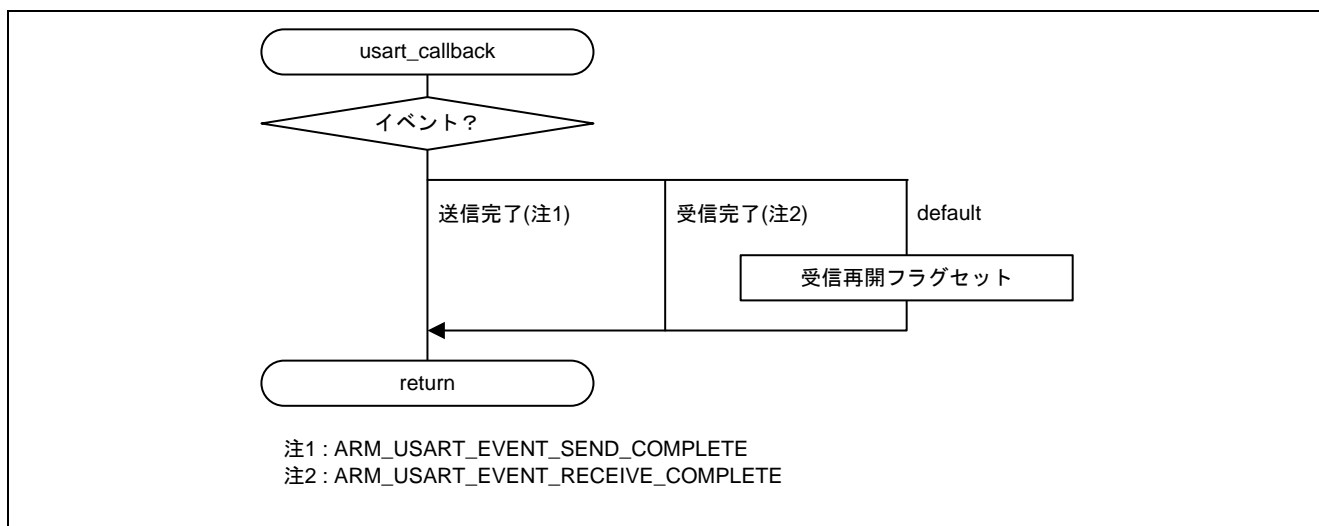 usart_callback
イベント？
送信完了(注1)
受信完了(注2)
default
受信再開フラグセット
return
注1 : ARM_USART_EVENT_SEND_COMPLETE
注2 : ARM_USART_EVENT_RECEIVE_COMPLETE